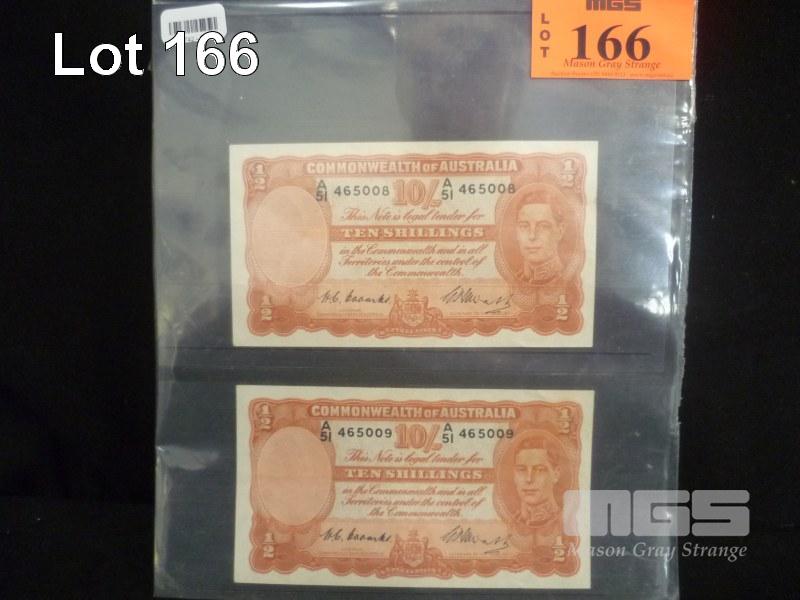 Lot 166
MGS
LOT
166
Mason Gray Strange
COMMONWEALTH OF AUSTRALIA
1/2
1/2
A/51 465008 10/- A/51 465008
This Note is legal tender for
TEN SHILLINGS
in the Commonwealth and in all
Territories under the control of
the Commonwealth.
1/2
1/2
COMMONWEALTH OF AUSTRALIA
1/2
1/2
A/51 465009 10/- A/51 465009
This Note is legal tender for
TEN SHILLINGS
in the Commonwealth and in all
Territories under the control of
the Commonwealth.
1/2
1/2
MGS
Mason Gray Strange